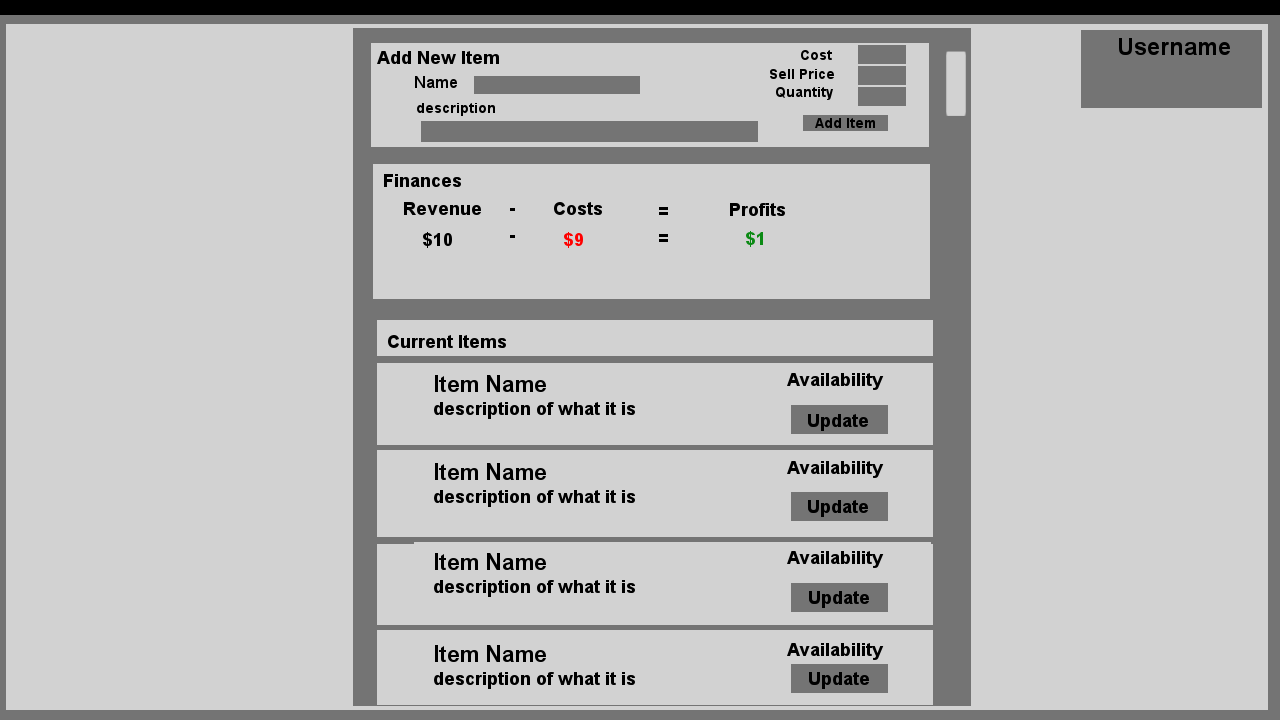 Username
Add New Item
Name
description
Cost
Sell Price
Quantity
Add Item
Finances
Revenue - Costs = Profits
$10 - $9 = $1
Current Items
Item Name
description of what it is
Availability
Update
Item Name
description of what it is
Availability
Update
Item Name
description of what it is
Availability
Update
Item Name
description of what it is
Availability
Update